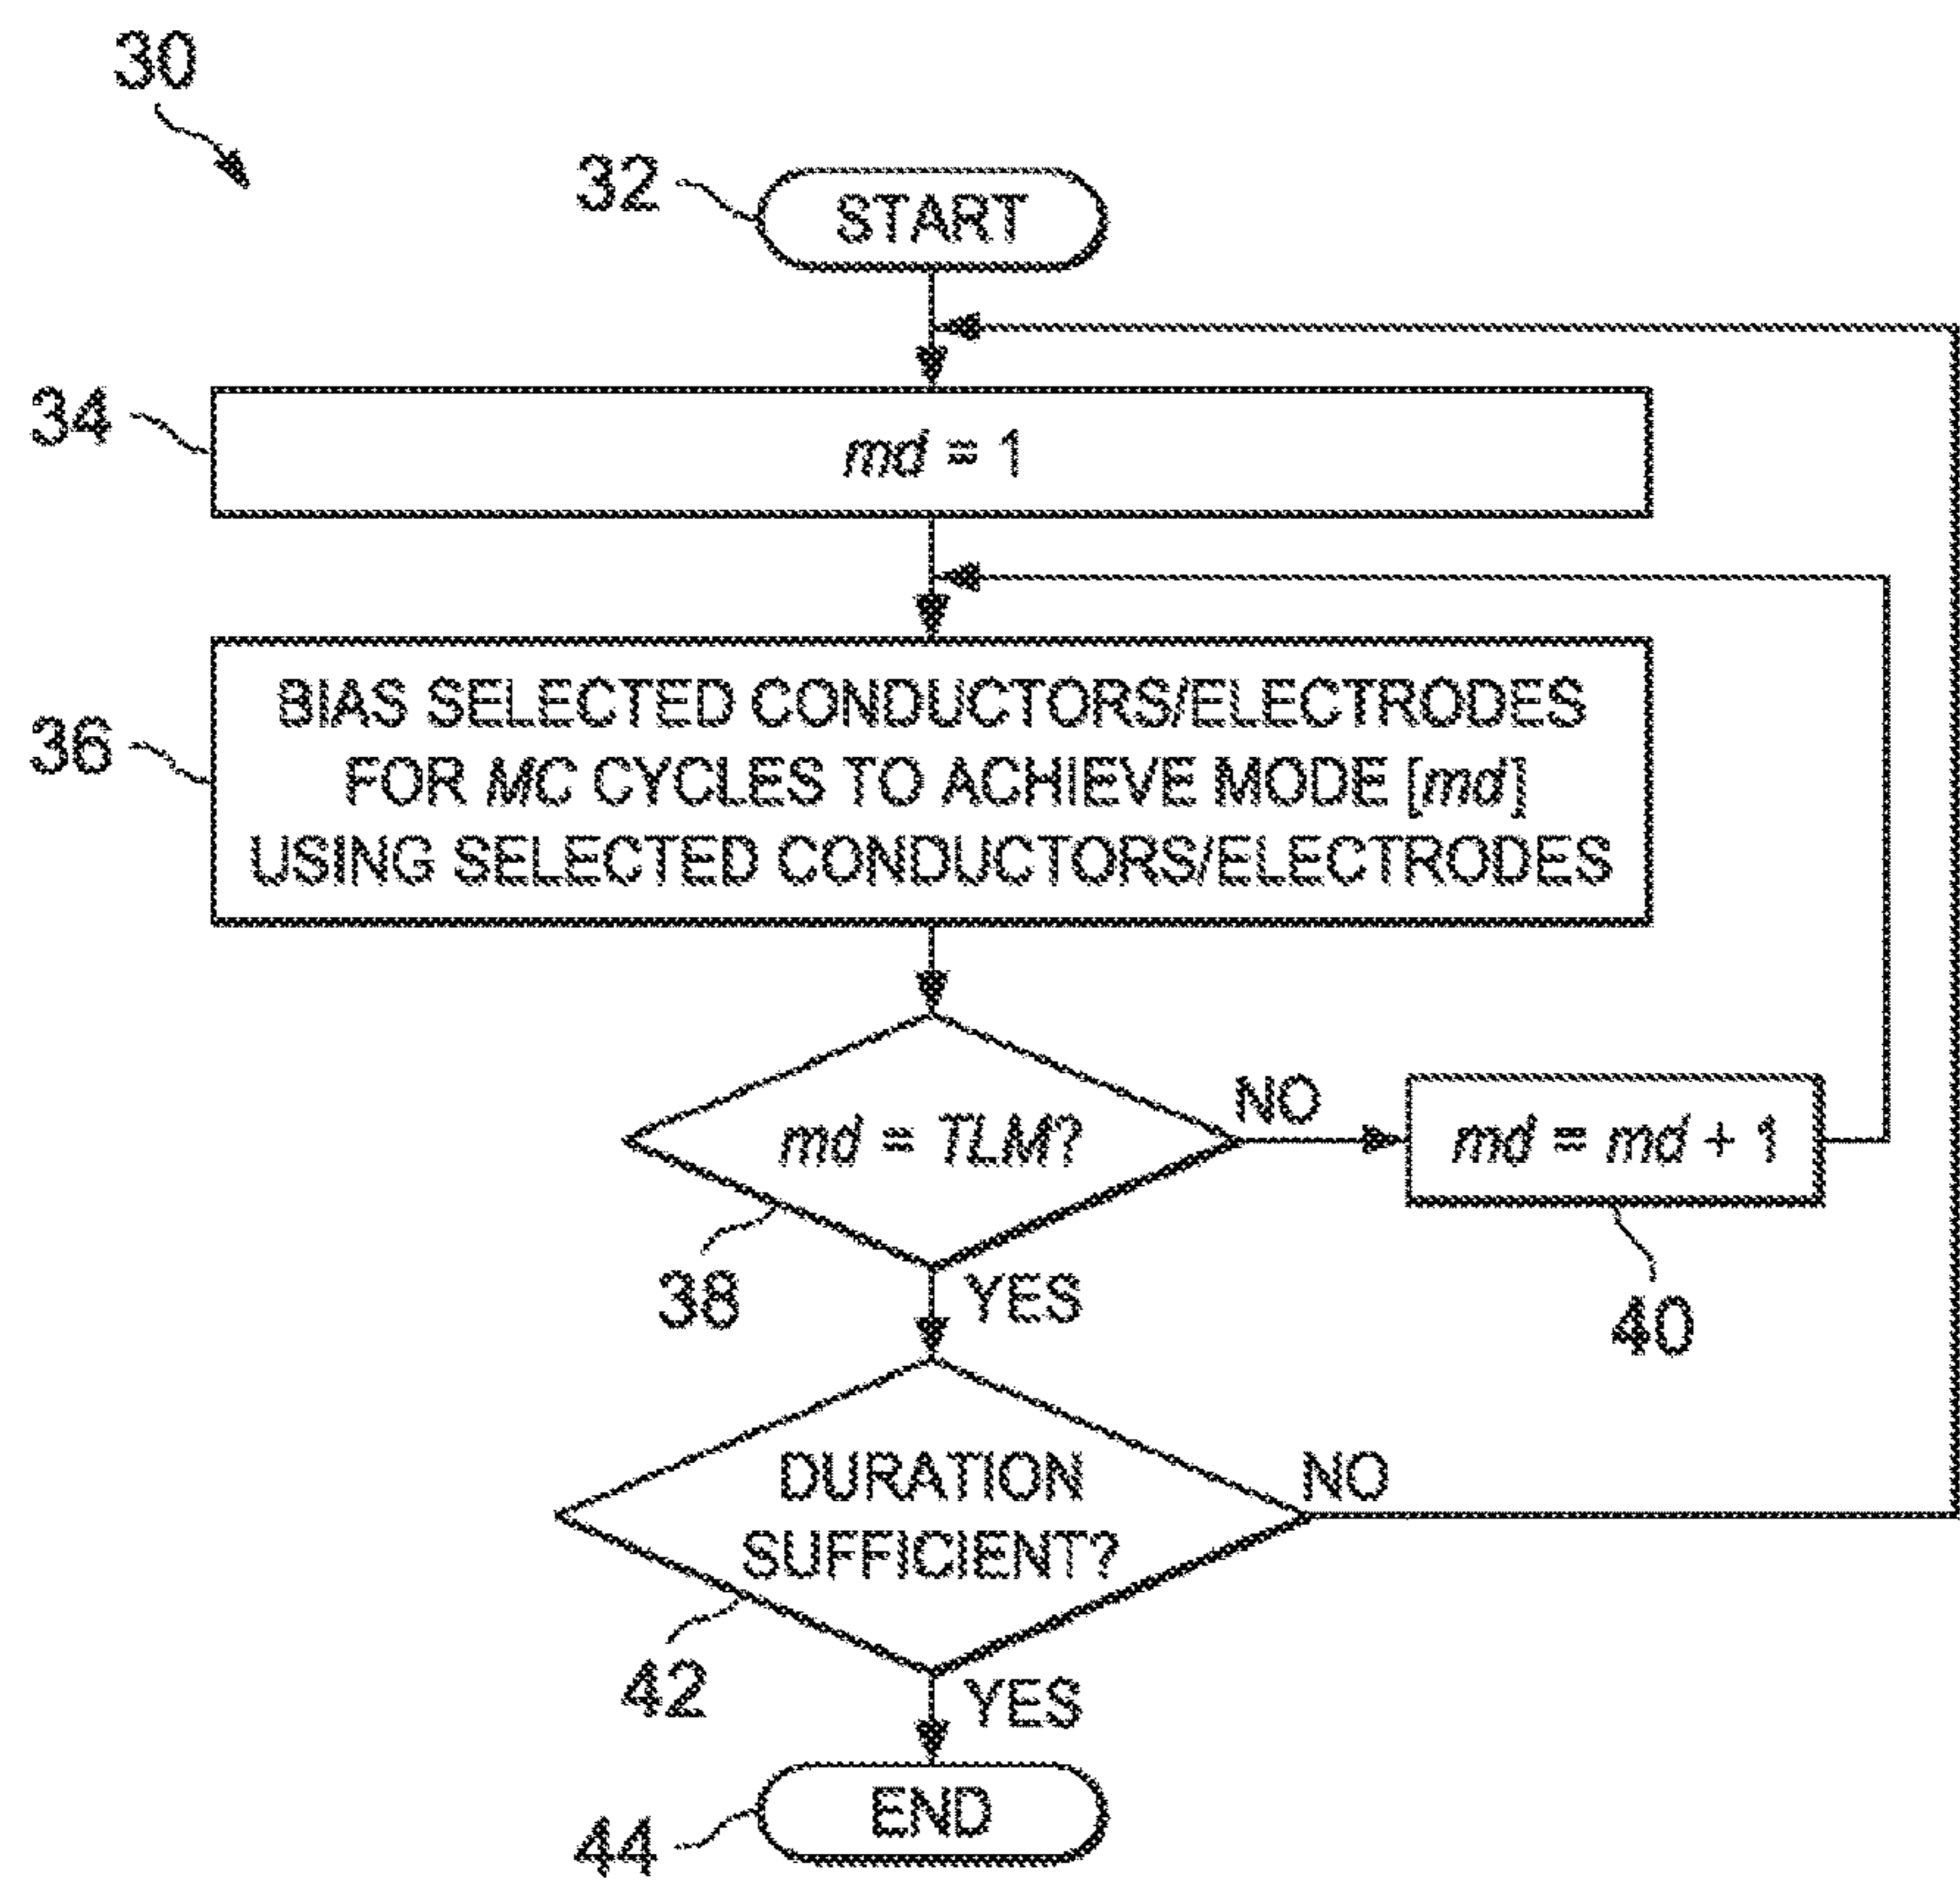 30
32
START
34
md = 1
36
BIAS SELECTED CONDUCTORS/ELECTRODES
FOR MC CYCLES TO ACHIEVE MODE [md]
USING SELECTED CONDUCTORS/ELECTRODES
md = TLM?
NO
md = md + 1
38
YES
40
DURATION
SUFFICIENT?
NO
42
YES
END
44